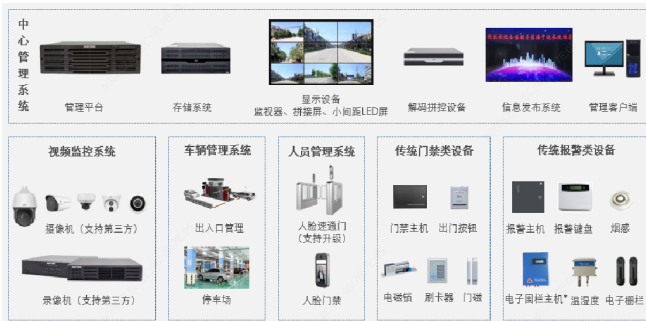 中心管理系统
管理平台
存储系统
显示设备
监视器、拼接屏、小间距LED屏
解码拼控设备
信息发布系统
管理客户端
视频监控系统
摄像机（支持第三方）
录像机（支持第三方）
车辆管理系统
出入口管理
停车场
人员管理系统
人脸速通门
（支持升级）
人脸门禁
传统门禁类设备
门禁主机
出门按钮
电磁锁
刷卡器
门磁
传统报警类设备
报警主机
报警键盘
烟感
电子围栏主机
温湿度
电子栅栏